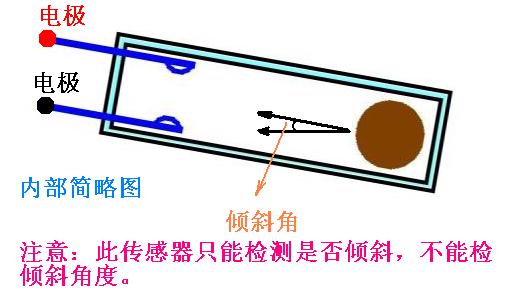 电极
电极
内部简略图
倾斜角
注意：此传感器只能检测是否倾斜，不能检
倾斜角度。